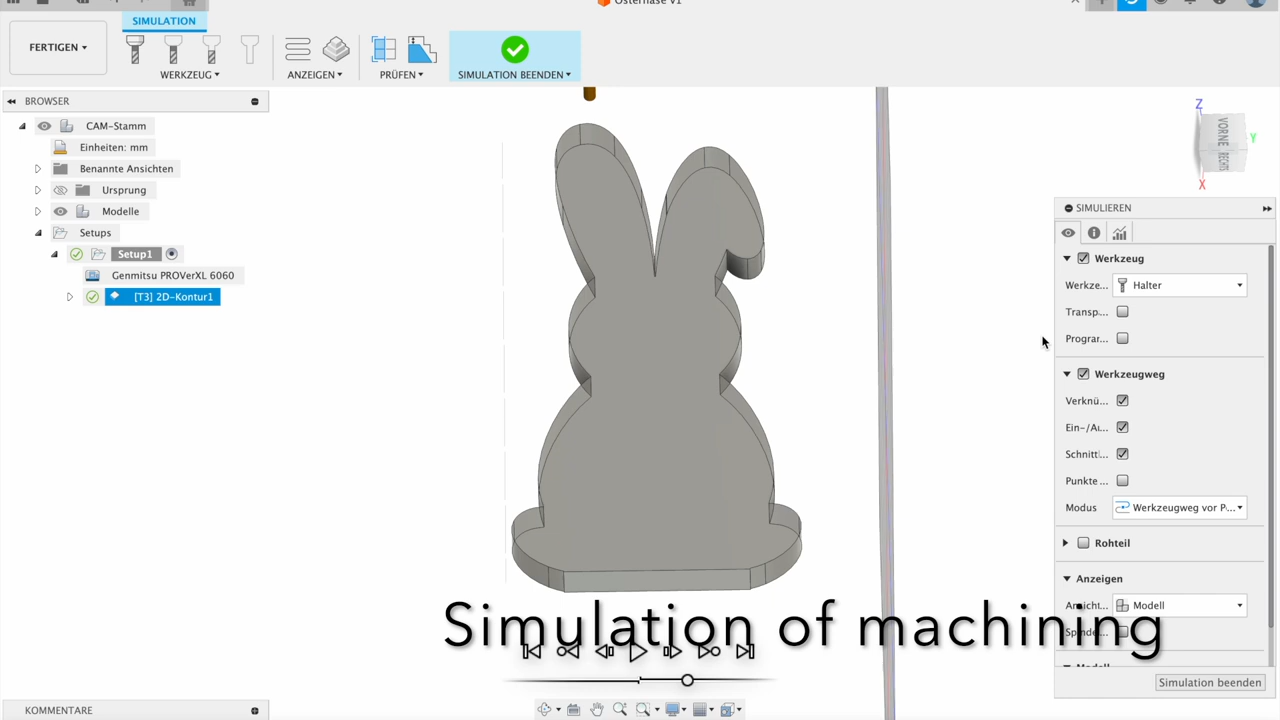 Osterhase v1
SIMULATION
FERTIGEN
WERKZEUG
ANZEIGEN
PRÜFEN
SIMULATION BEENDEN
BROWSER
CAM-Stamm
Einheiten: mm
Benannte Ansichten
Ursprung
Modelle
Setups
Setup1
Genmitsu PROVerXL 6060
[T3] 2D-Kontur1
Z
Y
X
VORNE
RECHTS
SIMULIEREN
Werkzeug
Werkze... Halter
Transp...
Prograr...
Werkzeugweg
Verknü...
Ein-/Au...
Schnitt...
Punkte ...
Modus Werkzeugweg vor P...
Rohteil
Anzeigen
Ansicht... Modell
Simulation of machining
Simulation beenden
KOMMENTARE